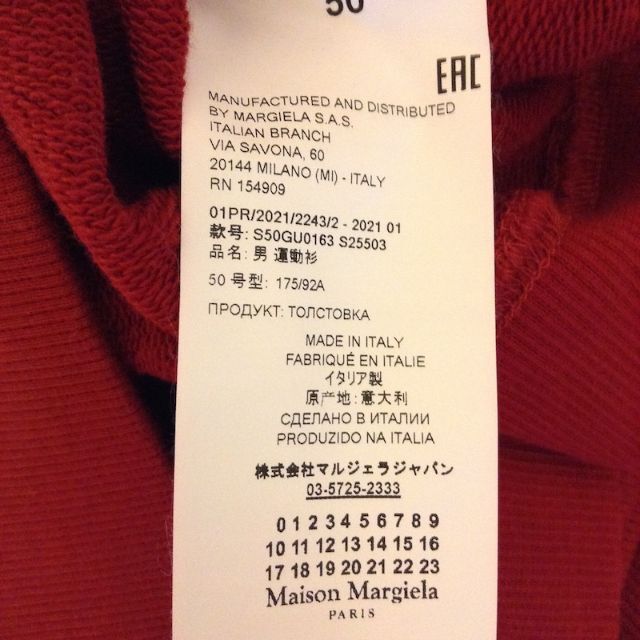 50
EAC
MANUFACTURED AND DISTRIBUTED
BY MARGIELA S.A.S.
ITALIAN BRANCH
VIA SAVONA, 60
20144 MILANO (MI) - ITALY
RN 154909
01PR/2021/2243/2 - 2021 01
款号: S50GU0163 S25503
品名: 男 運動衫
50 号型: 175/92A
ПРОДУКТ: ТОЛСТОВКА
MADE IN ITALY
FABRIQUÉ EN ITALIE
イタリア製
原产地: 意大利
СДЕЛАНО В ИТАЛИИ
PRODUZIDO NA ITALIA
株式会社マルジェラジャパン
03-5725-2333
0 1 2 3 4 5 6 7 8 9
10 11 12 13 14 15 16
17 18 19 20 21 22 23
Maison Margiela
PARIS